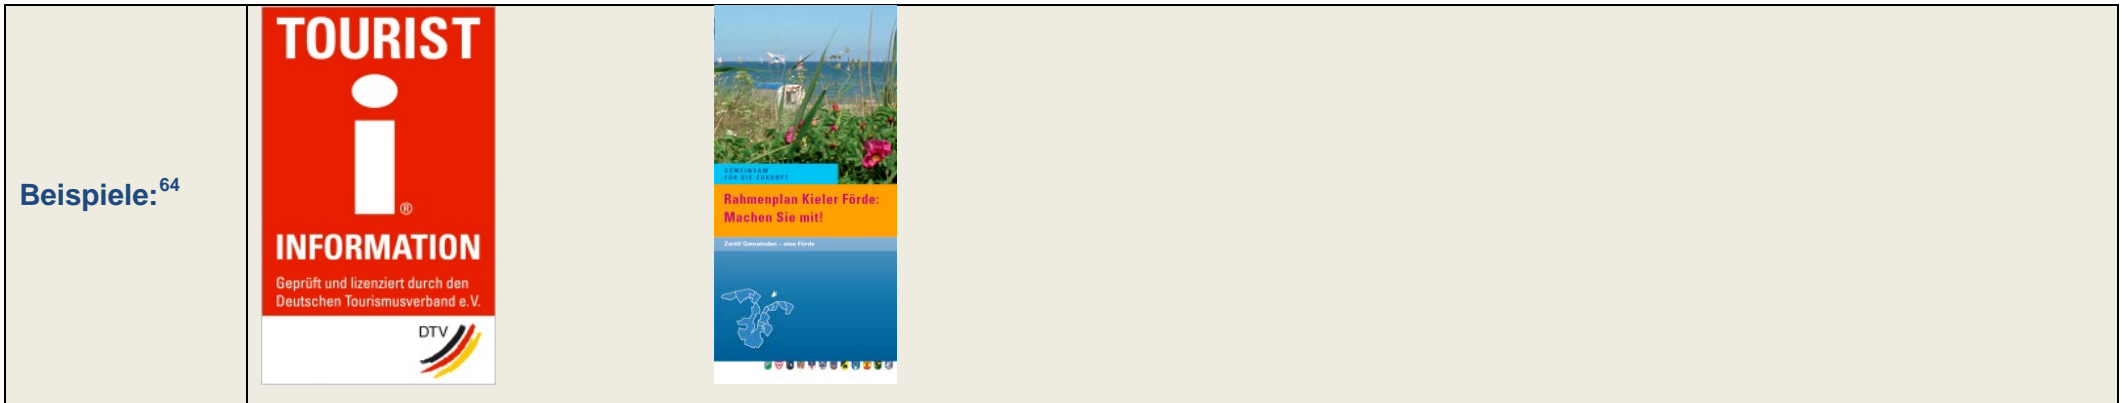 Beispiele:64
TOURIST
i®
INFORMATION
Geprüft und lizenziert durch den
Deutschen Tourismusverband e.V.
DTV
GEMEINSAM
FÜR DIE ZUKUNFT
Rahmenplan Kieler Förde:
Machen Sie mit!
Zwölf Gemeinden – eine Förde